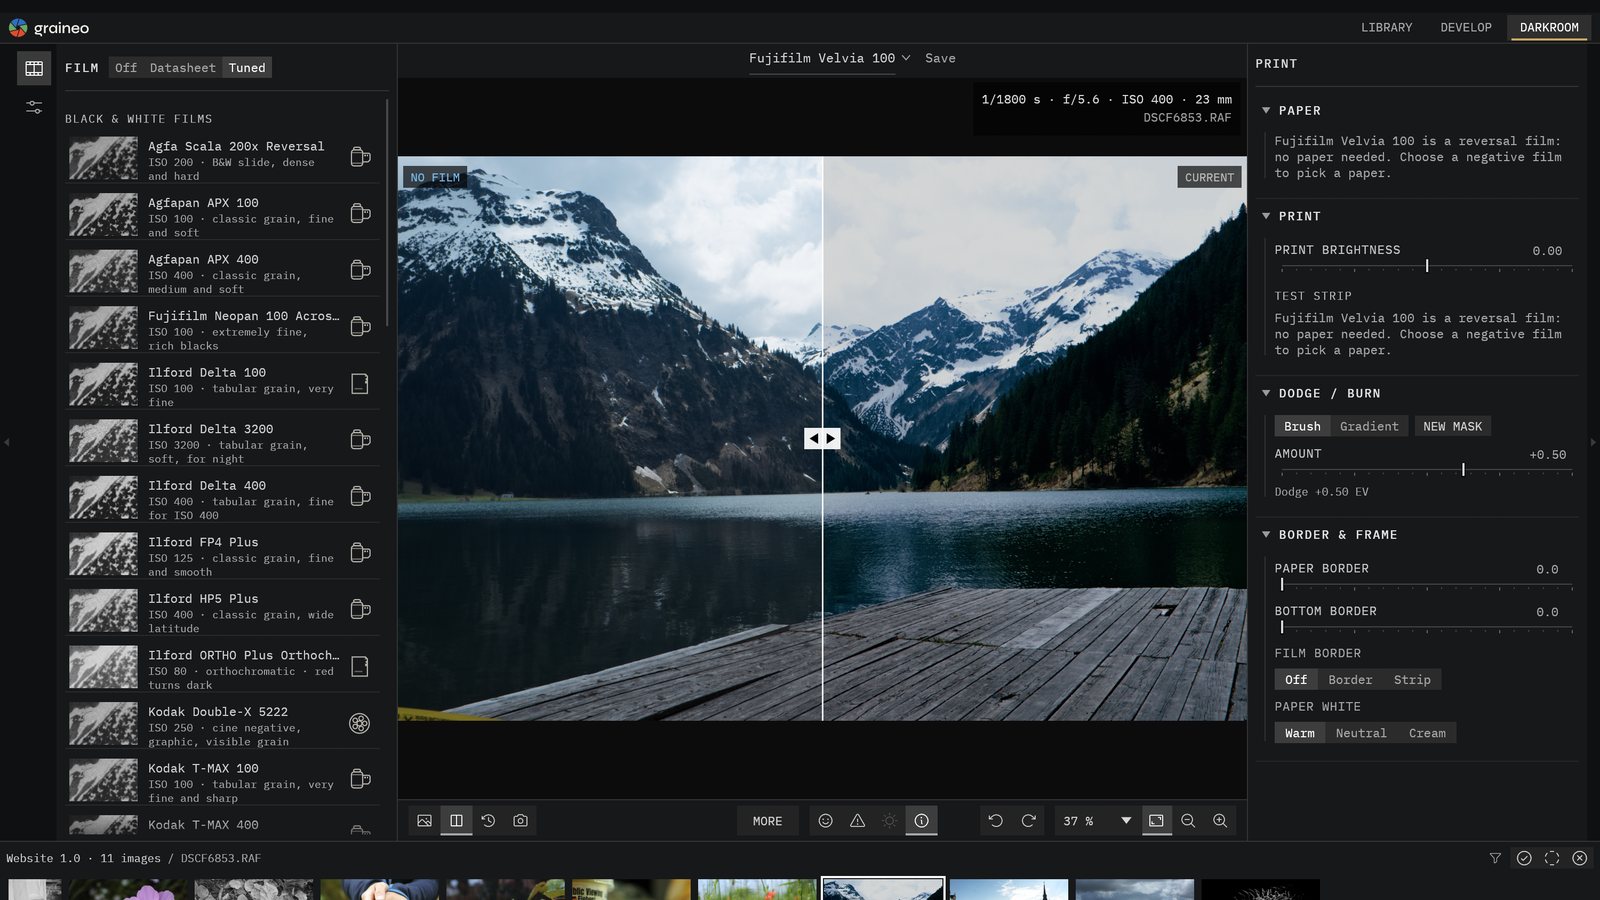 graineo
LIBRARY
DEVELOP
DARKROOM
FILM
Off Datasheet Tuned
BLACK & WHITE FILMS
Agfa Scala 200x Reversal
ISO 200 · B&W slide, dense
and hard
Agfapan APX 100
ISO 100 · classic grain, fine
and soft
Agfapan APX 400
ISO 400 · classic grain,
medium and soft
Fujifilm Neopan 100 Acros…
ISO 100 · extremely fine,
rich blacks
Ilford Delta 100
ISO 100 · tabular grain, very
fine
Ilford Delta 3200
ISO 3200 · tabular grain,
soft, for night
Ilford Delta 400
ISO 400 · tabular grain, fine
for ISO 400
Ilford FP4 Plus
ISO 125 · classic grain, fine
and smooth
Ilford HP5 Plus
ISO 400 · classic grain, wide
latitude
Ilford ORTHO Plus Orthoch…
ISO 80 · orthochromatic · red
turns dark
Kodak Double-X 5222
ISO 250 · cine negative,
graphic, visible grain
Kodak T-MAX 100
ISO 100 · tabular grain, very
fine and sharp
Kodak T-MAX 400
Fujifilm Velvia 100
Save
1/1800 s · f/5.6 · ISO 400 · 23 mm
DSCF6853.RAF
NO FILM
CURRENT
MORE
37 %
PRINT
PAPER
Fujifilm Velvia 100 is a reversal film:
no paper needed. Choose a negative film
to pick a paper.
PRINT
PRINT BRIGHTNESS 0.00
TEST STRIP
Fujifilm Velvia 100 is a reversal film:
no paper needed. Choose a negative film
to pick a paper.
DODGE / BURN
Brush Gradient NEW MASK
AMOUNT +0.50
Dodge +0.50 EV
BORDER & FRAME
PAPER BORDER 0.0
BOTTOM BORDER 0.0
FILM BORDER
Off Border Strip
PAPER WHITE
Warm Neutral Cream
Website 1.0 · 11 images / DSCF6853.RAF